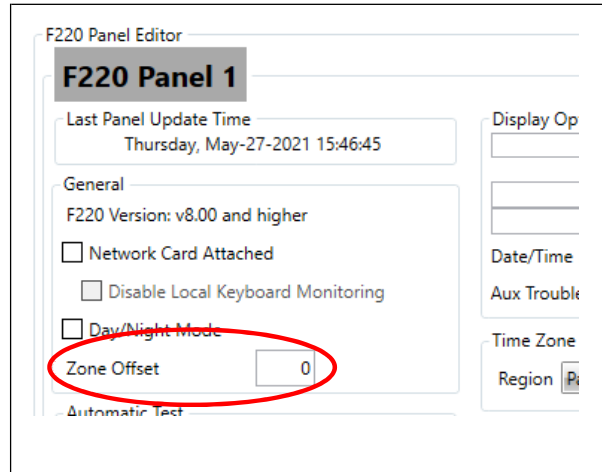 F220 Panel Editor
F220 Panel 1
Last Panel Update Time
Thursday, May-27-2021 15:46:45
General
F220 Version: v8.00 and higher
Network Card Attached
Disable Local Keyboard Monitoring
Day/Night Mode
Zone Offset 0
Automatic Test
Display Op
Date/Time
Aux Trouble
Time Zone
Region Pa